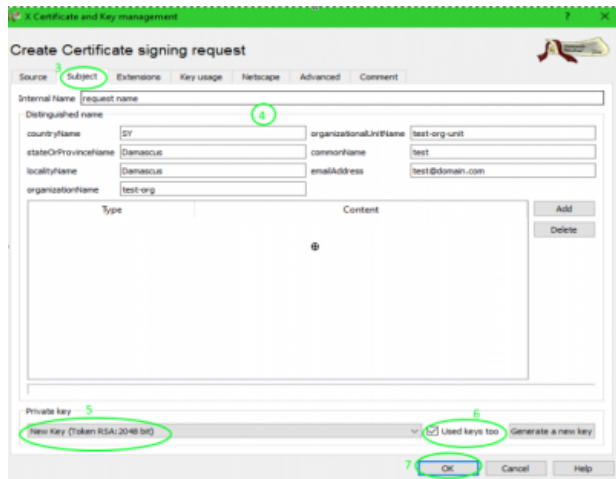 X Certificate and Key management
? X
Create Certificate signing request
3
Source Subject Extensions Key usage Netscape Advanced Comment
Internal Name request name
Distinguished name
4
countryName SY organizationalUnitName test-org-unit
stateOrProvinceName Damascus commonName test
localityName Damascus emailAddress test@domain.com
organizationName test-org
Type Content Add
Delete
Private key 5 6
New Key (Token RSA:2048 bit) Used keys too Generate a new key
7 OK Cancel Help